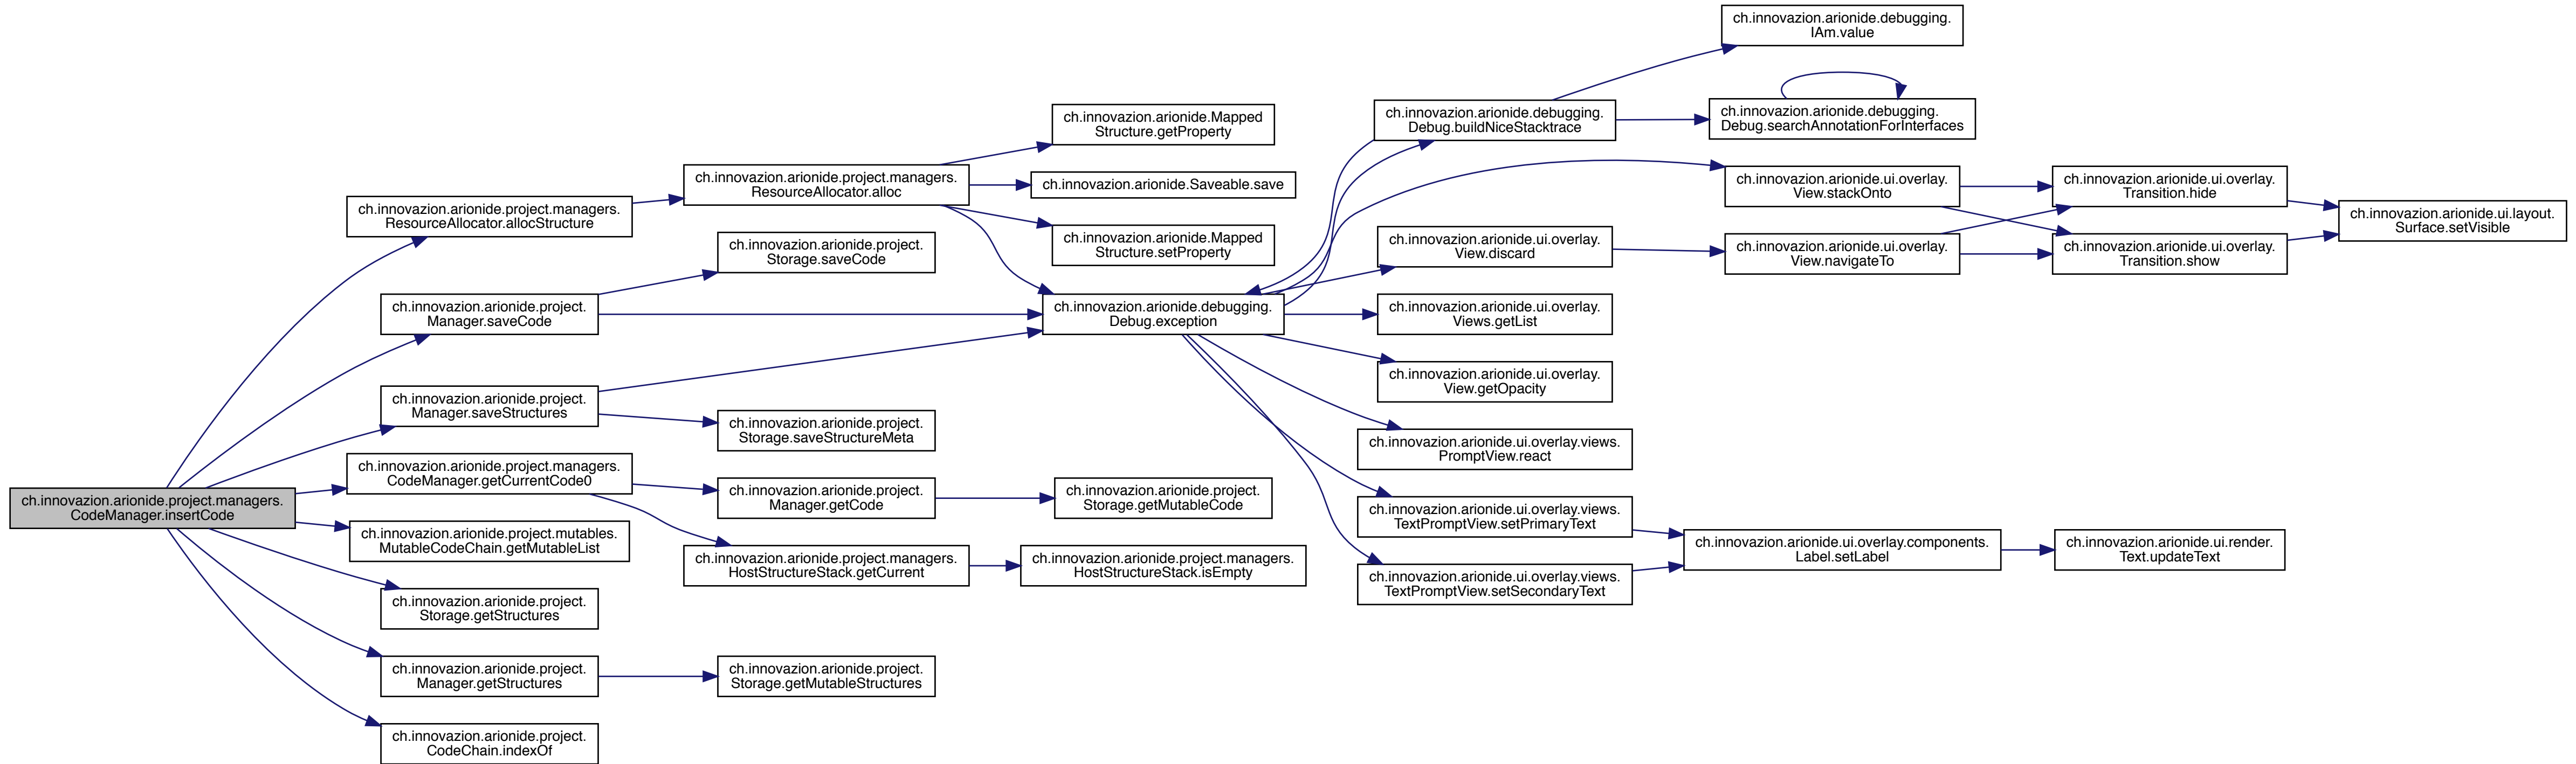 ch.innovazion.arionide.project.managers.
CodeManager.insertCode
ch.innovazion.arionide.project.managers.
ResourceAllocator.allocStructure
ch.innovazion.arionide.project.
Manager.saveCode
ch.innovazion.arionide.project.
Manager.saveStructures
ch.innovazion.arionide.project.managers.
CodeManager.getCurrentCode0
ch.innovazion.arionide.project.mutables.
MutableCodeChain.getMutableList
ch.innovazion.arionide.project.
Storage.getStructures
ch.innovazion.arionide.project.
Manager.getStructures
ch.innovazion.arionide.project.
CodeChain.indexOf
ch.innovazion.arionide.project.managers.
ResourceAllocator.alloc
ch.innovazion.arionide.project.
Storage.saveCode
ch.innovazion.arionide.project.
Storage.saveStructureMeta
ch.innovazion.arionide.project.
Manager.getCode
ch.innovazion.arionide.project.managers.
HostStructureStack.getCurrent
ch.innovazion.arionide.project.
Storage.getMutableStructures
ch.innovazion.arionide.Mapped
Structure.getProperty
ch.innovazion.arionide.Saveable.save
ch.innovazion.arionide.Mapped
Structure.setProperty
ch.innovazion.arionide.debugging.
Debug.exception
ch.innovazion.arionide.project.
Storage.getMutableCode
ch.innovazion.arionide.project.managers.
HostStructureStack.isEmpty
ch.innovazion.arionide.debugging.
Debug.buildNiceStacktrace
ch.innovazion.arionide.ui.overlay.
View.discard
ch.innovazion.arionide.ui.overlay.
Views.getList
ch.innovazion.arionide.ui.overlay.
View.getOpacity
ch.innovazion.arionide.ui.overlay.views.
PromptView.react
ch.innovazion.arionide.ui.overlay.views.
TextPromptView.setPrimaryText
ch.innovazion.arionide.ui.overlay.views.
TextPromptView.setSecondaryText
ch.innovazion.arionide.debugging.
IAm.value
ch.innovazion.arionide.debugging.
Debug.searchAnnotationForInterfaces
ch.innovazion.arionide.ui.overlay.
View.stackOnto
ch.innovazion.arionide.ui.overlay.
View.navigateTo
ch.innovazion.arionide.ui.overlay.components.
Label.setLabel
ch.innovazion.arionide.ui.overlay.
Transition.hide
ch.innovazion.arionide.ui.overlay.
Transition.show
ch.innovazion.arionide.ui.render.
Text.updateText
ch.innovazion.arionide.ui.layout.
Surface.setVisible